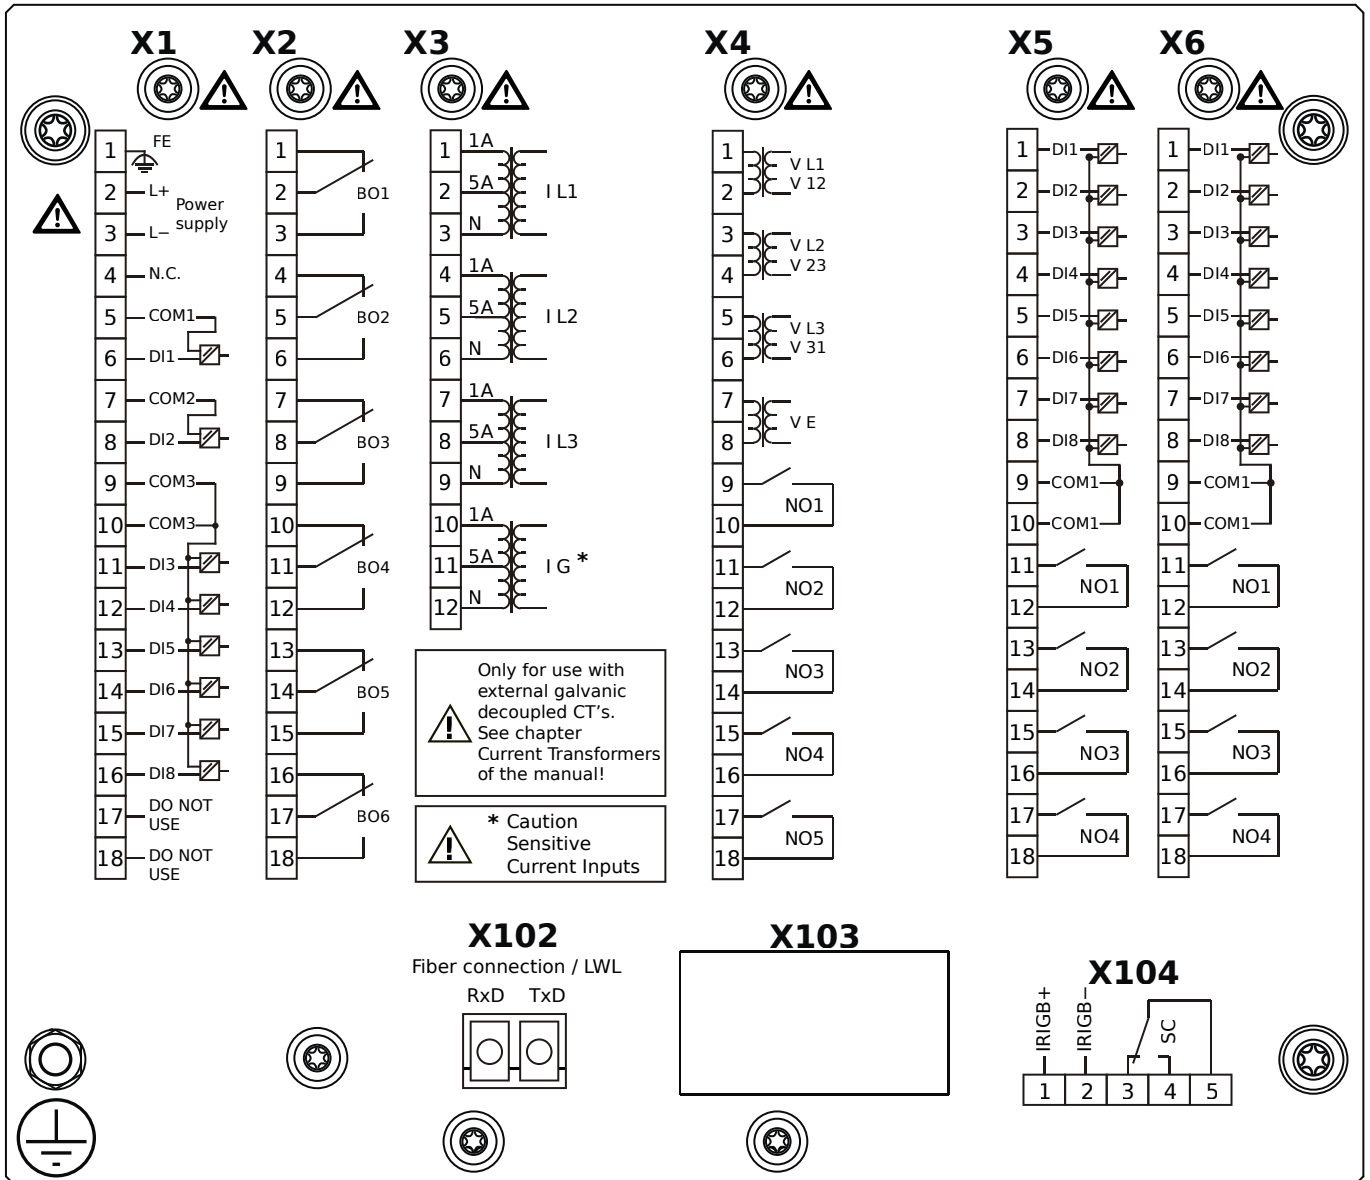 X1
X2
X3
X4
X5
X6
1 FE
2 L+
Power
supply
3 L−
4 N.C.
5 COM1
6 DI1
7 COM2
8 DI2
9 COM3
10 COM3
11 DI3
12 DI4
13 DI5
14 DI6
15 DI7
16 DI8
17 DO NOT
USE
18 DO NOT
USE
1
2 BO1
3
4
5 BO2
6
7
8 BO3
9
10
11 BO4
12
13
14 BO5
15
16
17 BO6
18
1 1A
2 5A I L1
3 N
4 1A
5 5A I L2
6 N
7 1A
8 5A I L3
9 N
10 1A
11 5A I G *
12 N
Only for use with
external galvanic
decoupled CT's.
See chapter
Current Transformers
of the manual!
* Caution
Sensitive
Current Inputs
1 V L1
2 V 12
3 V L2
4 V 23
5 V L3
6 V 31
7
V E
8
9
NO1
10
11
NO2
12
13
NO3
14
15
NO4
16
17
NO5
18
1 DI1
2 DI2
3 DI3
4 DI4
5 DI5
6 DI6
7 DI7
8 DI8
9 COM1
10 COM1
11
NO1
12
13
NO2
14
15
NO3
16
17
NO4
18
1 DI1
2 DI2
3 DI3
4 DI4
5 DI5
6 DI6
7 DI7
8 DI8
9 COM1
10 COM1
11
NO1
12
13
NO2
14
15
NO3
16
17
NO4
18
X102
Fiber connection / LWL
RxD TxD
X103
X104
IRIGB+
IRIGB−
SC
1 2 3 4 5